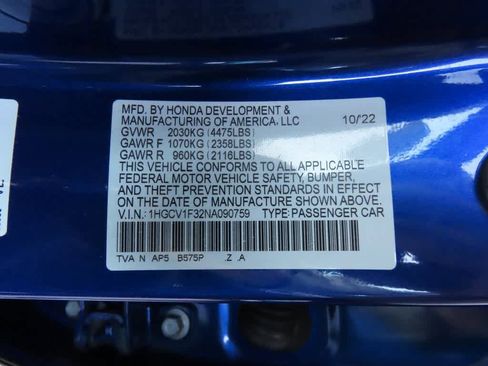 MFD. BY HONDA DEVELOPMENT &
MANUFACTURING OF AMERICA, LLC 10/22
GVWR 2030KG (4475LBS)
GAWR F 1070KG (2358LBS)
GAWR R 960KG (2116LBS)
THIS VEHICLE CONFORMS TO ALL APPLICABLE
FEDERAL MOTOR VEHICLE SAFETY, BUMPER,
AND THEFT PREVENTION STANDARDS IN EFFECT
ON THE DATE OF MANUFACTURE SHOWN ABOVE.
V.I.N.: 1HGCV1F32NA090759 TYPE: PASSENGER CAR
TVA N AP5 B575P .Z .A